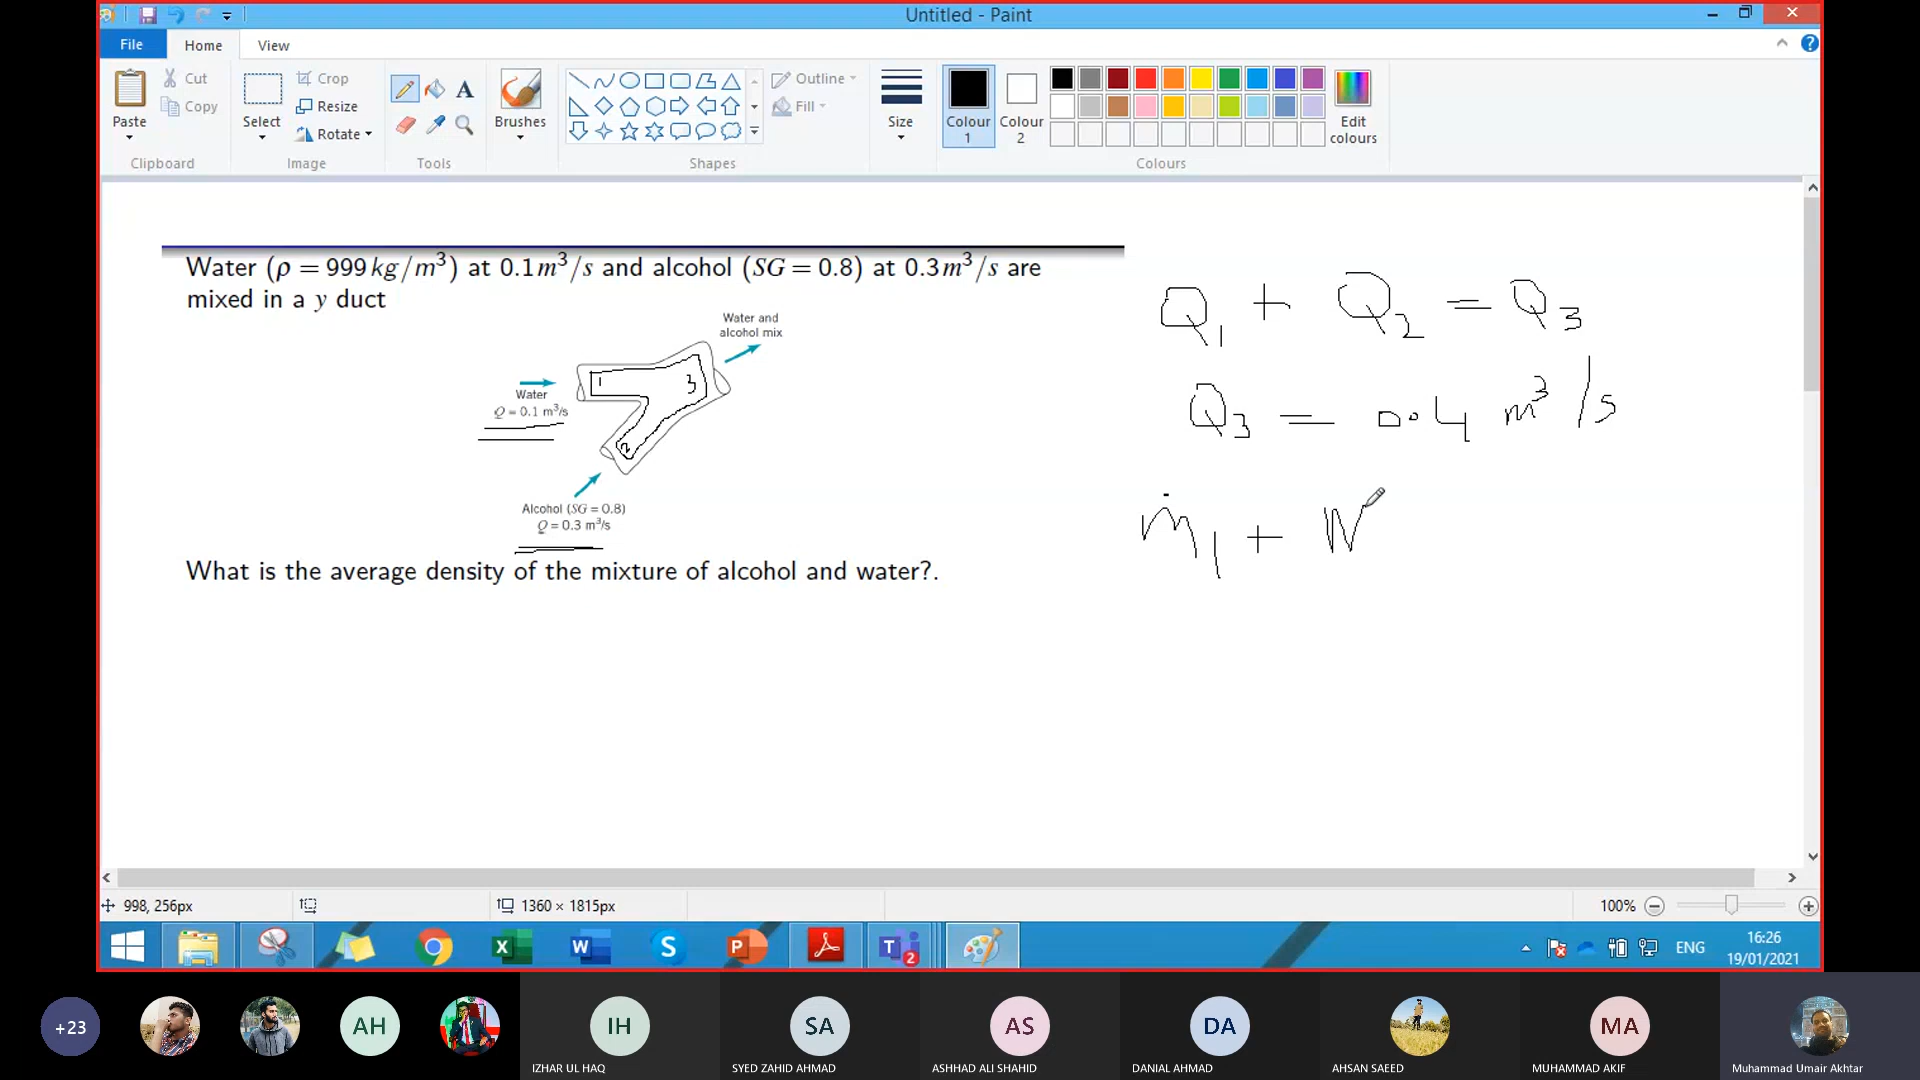 Untitled - Paint
File Home View
Paste
Cut
Copy
Clipboard
Select
Crop
Resize
Rotate
Image
Tools
Brushes
Shapes
Outline
Fill
Size
Colour 1
Colour 2
Edit colours
Colours
Water (ρ = 999 kg/m³) at 0.1m³/s and alcohol (SG = 0.8) at 0.3m³/s are
mixed in a y duct
Water and
alcohol mix
Water
Q = 0.1 m³/s
1
3
2
Alcohol (SG = 0.8)
Q = 0.3 m³/s
What is the average density of the mixture of alcohol and water?.
Q₁ + Q₂ = Q₃
Q₃ = 0.4 m³/s
ṁ₁ +
998, 256px
1360 × 1815px
100%
2
ENG
16:26
19/01/2021
+23
AH
IH
SA
AS
DA
MA
IZHAR UL HAQ
SYED ZAHID AHMAD
ASHHAD ALI SHAHID
DANIAL AHMAD
AHSAN SAEED
MUHAMMAD AKIF
Muhammad Umair Akhtar